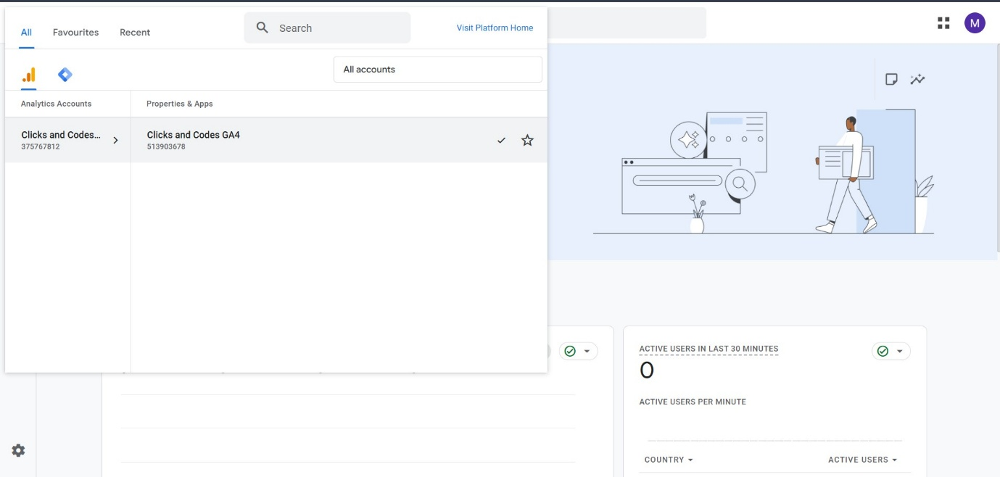 All
Favourites
Recent
Search
Visit Platform Home
M
All accounts
Analytics Accounts
Properties & Apps
Clicks and Codes...
375767812
Clicks and Codes GA4
513903678
ACTIVE USERS IN LAST 30 MINUTES
0
ACTIVE USERS PER MINUTE
COUNTRY
ACTIVE USERS